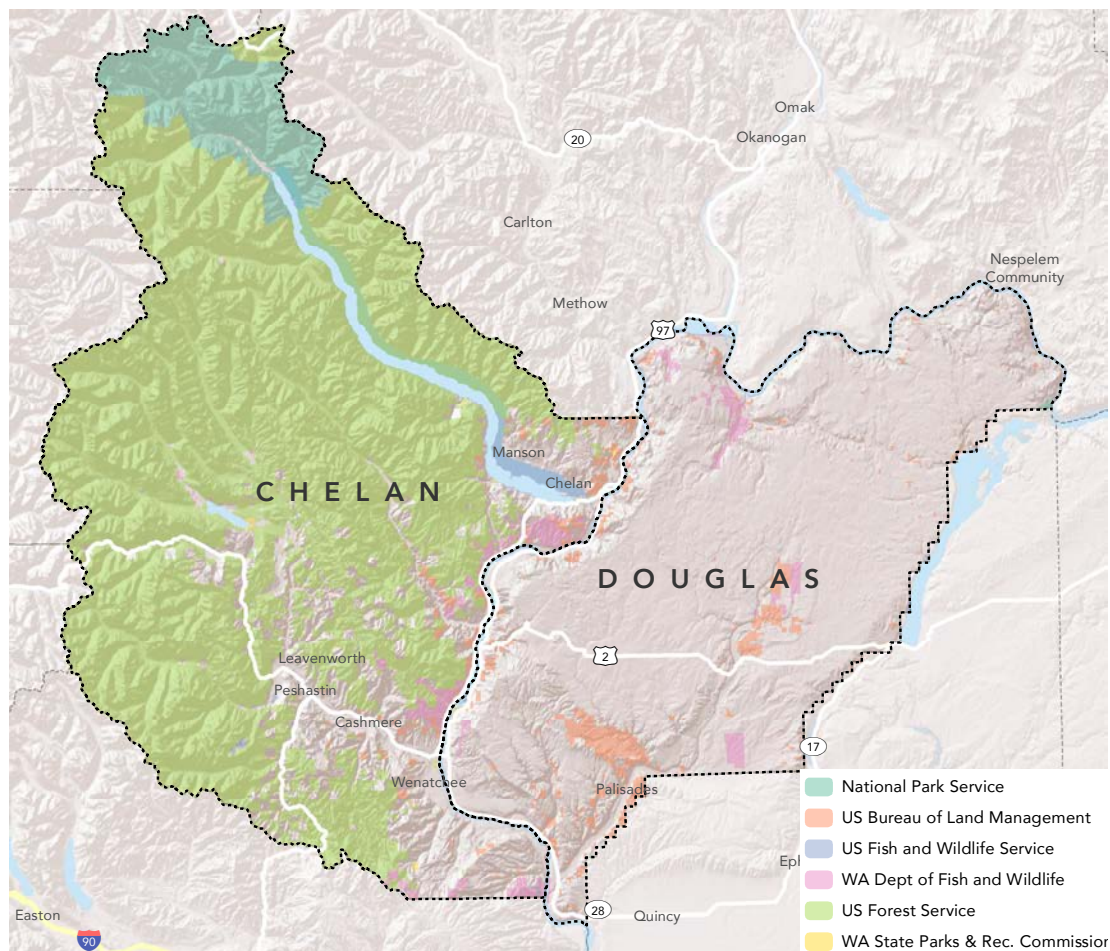 Omak
Okanogan
20
Carlton
Nespelem
Community
Methow
97
Manson
Chelan
CHELAN
DOUGLAS
2
Leavenworth
Peshastin
Cashmere
17
Wenatchee
Palisades
National Park Service
US Bureau of Land Management
US Fish and Wildlife Service
WA Dept of Fish and Wildlife
US Forest Service
WA State Parks & Rec. Commission
28
Quincy
Easton
90